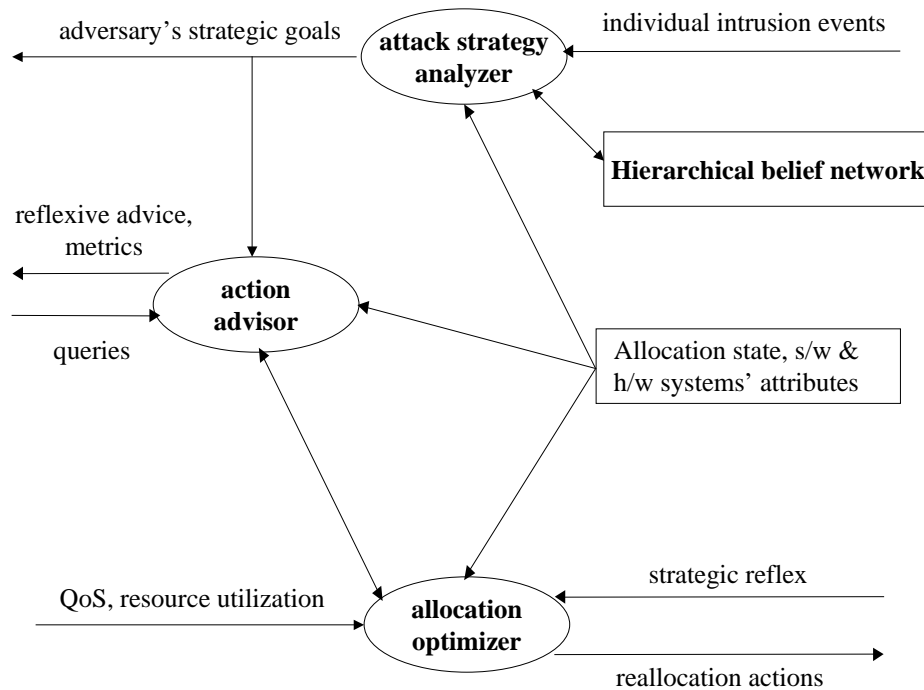 adversary’s strategic goals
attack strategy
analyzer
individual intrusion events
Hierarchical belief network
reflexive advice,
metrics
action
advisor
queries
Allocation state, s/w &
h/w systems’ attributes
QoS, resource utilization
allocation
optimizer
strategic reflex
reallocation actions